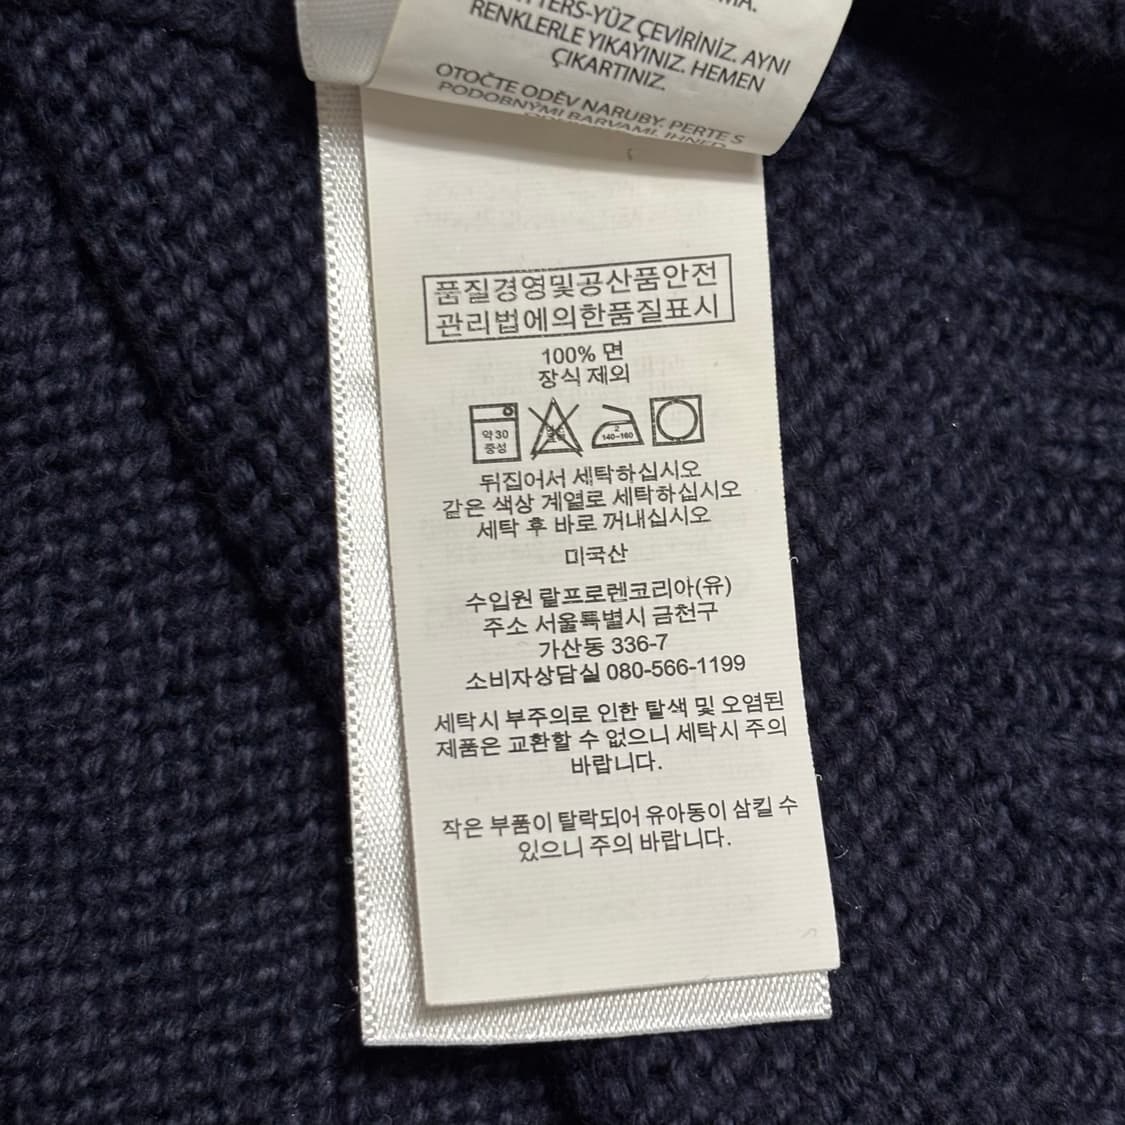 TERS-YÜZ ÇEVİRİNİZ. AYNI
RENKLERLE YIKAYINIZ. HEMEN
ÇIKARTINIZ.
OTOČTE ODĚV NARUBY. PERTE S
PODOBNÝMI BARVAMI. IHNED
품질경영및공산품안전
관리법에의한품질표시
100% 면
장식 제외
약30
중성
2
140-160
뒤집어서 세탁하십시오
같은 색상 계열로 세탁하십시오
세탁 후 바로 꺼내십시오
미국산
수입원 랄프로렌코리아(유)
주소 서울특별시 금천구
가산동 336-7
소비자상담실 080-566-1199
세탁시 부주의로 인한 탈색 및 오염된
제품은 교환할 수 없으니 세탁시 주의
바랍니다.
작은 부품이 탈락되어 유아동이 삼킬 수
있으니 주의 바랍니다.